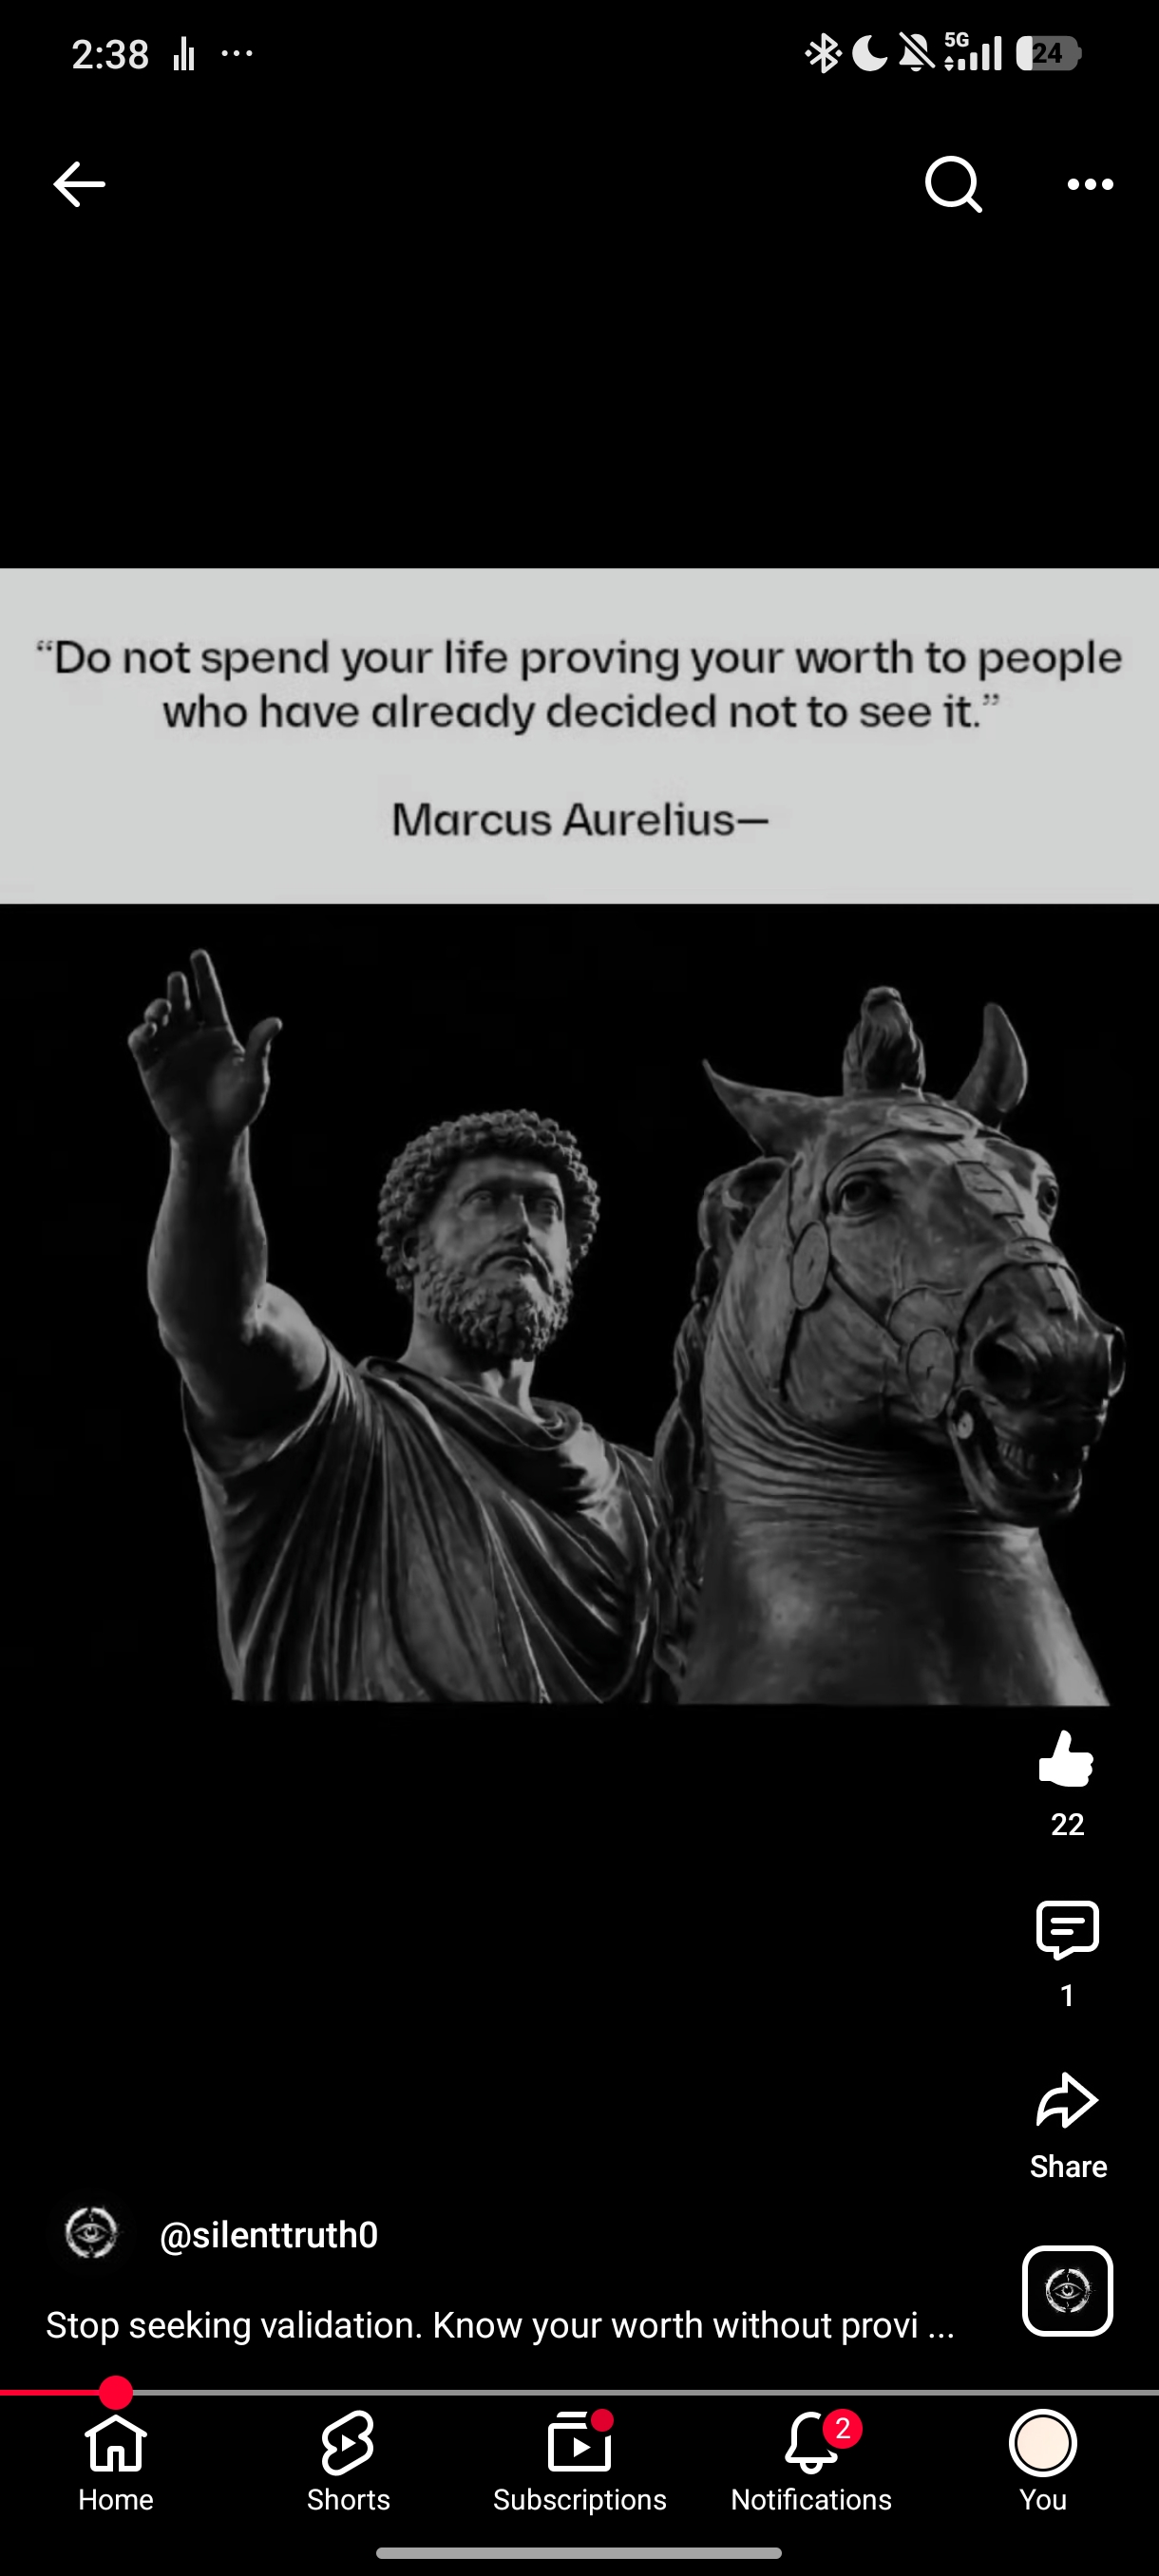 2:38
5G
24
“Do not spend your life proving your worth to people
who have already decided not to see it.”
Marcus Aurelius—
22
1
Share
@silenttruth0
Stop seeking validation. Know your worth without provi ...
2
Home
Shorts
Subscriptions
Notifications
You